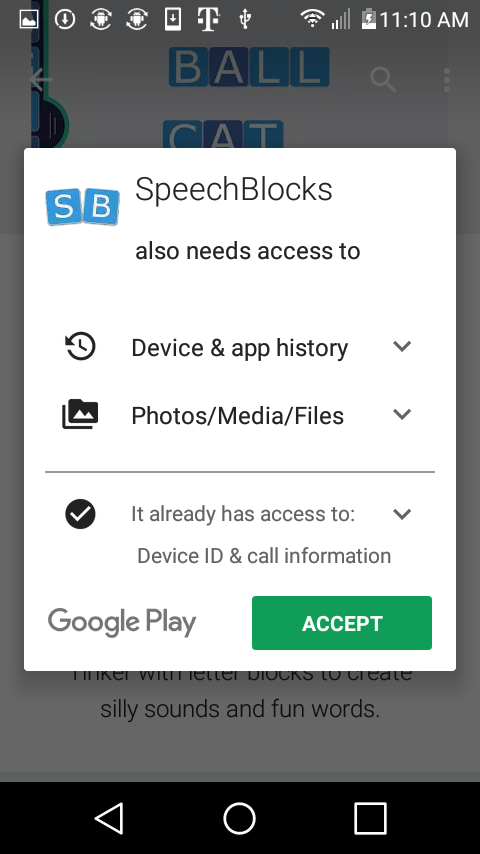 11:10 AM
BALL
CAT
SpeechBlocks
SB
also needs access to
Device & app history
Photos/Media/Files
It already has access to:
Device ID & call information
Google Play
ACCEPT
Tinker with letter blocks to create
silly sounds and fun words.